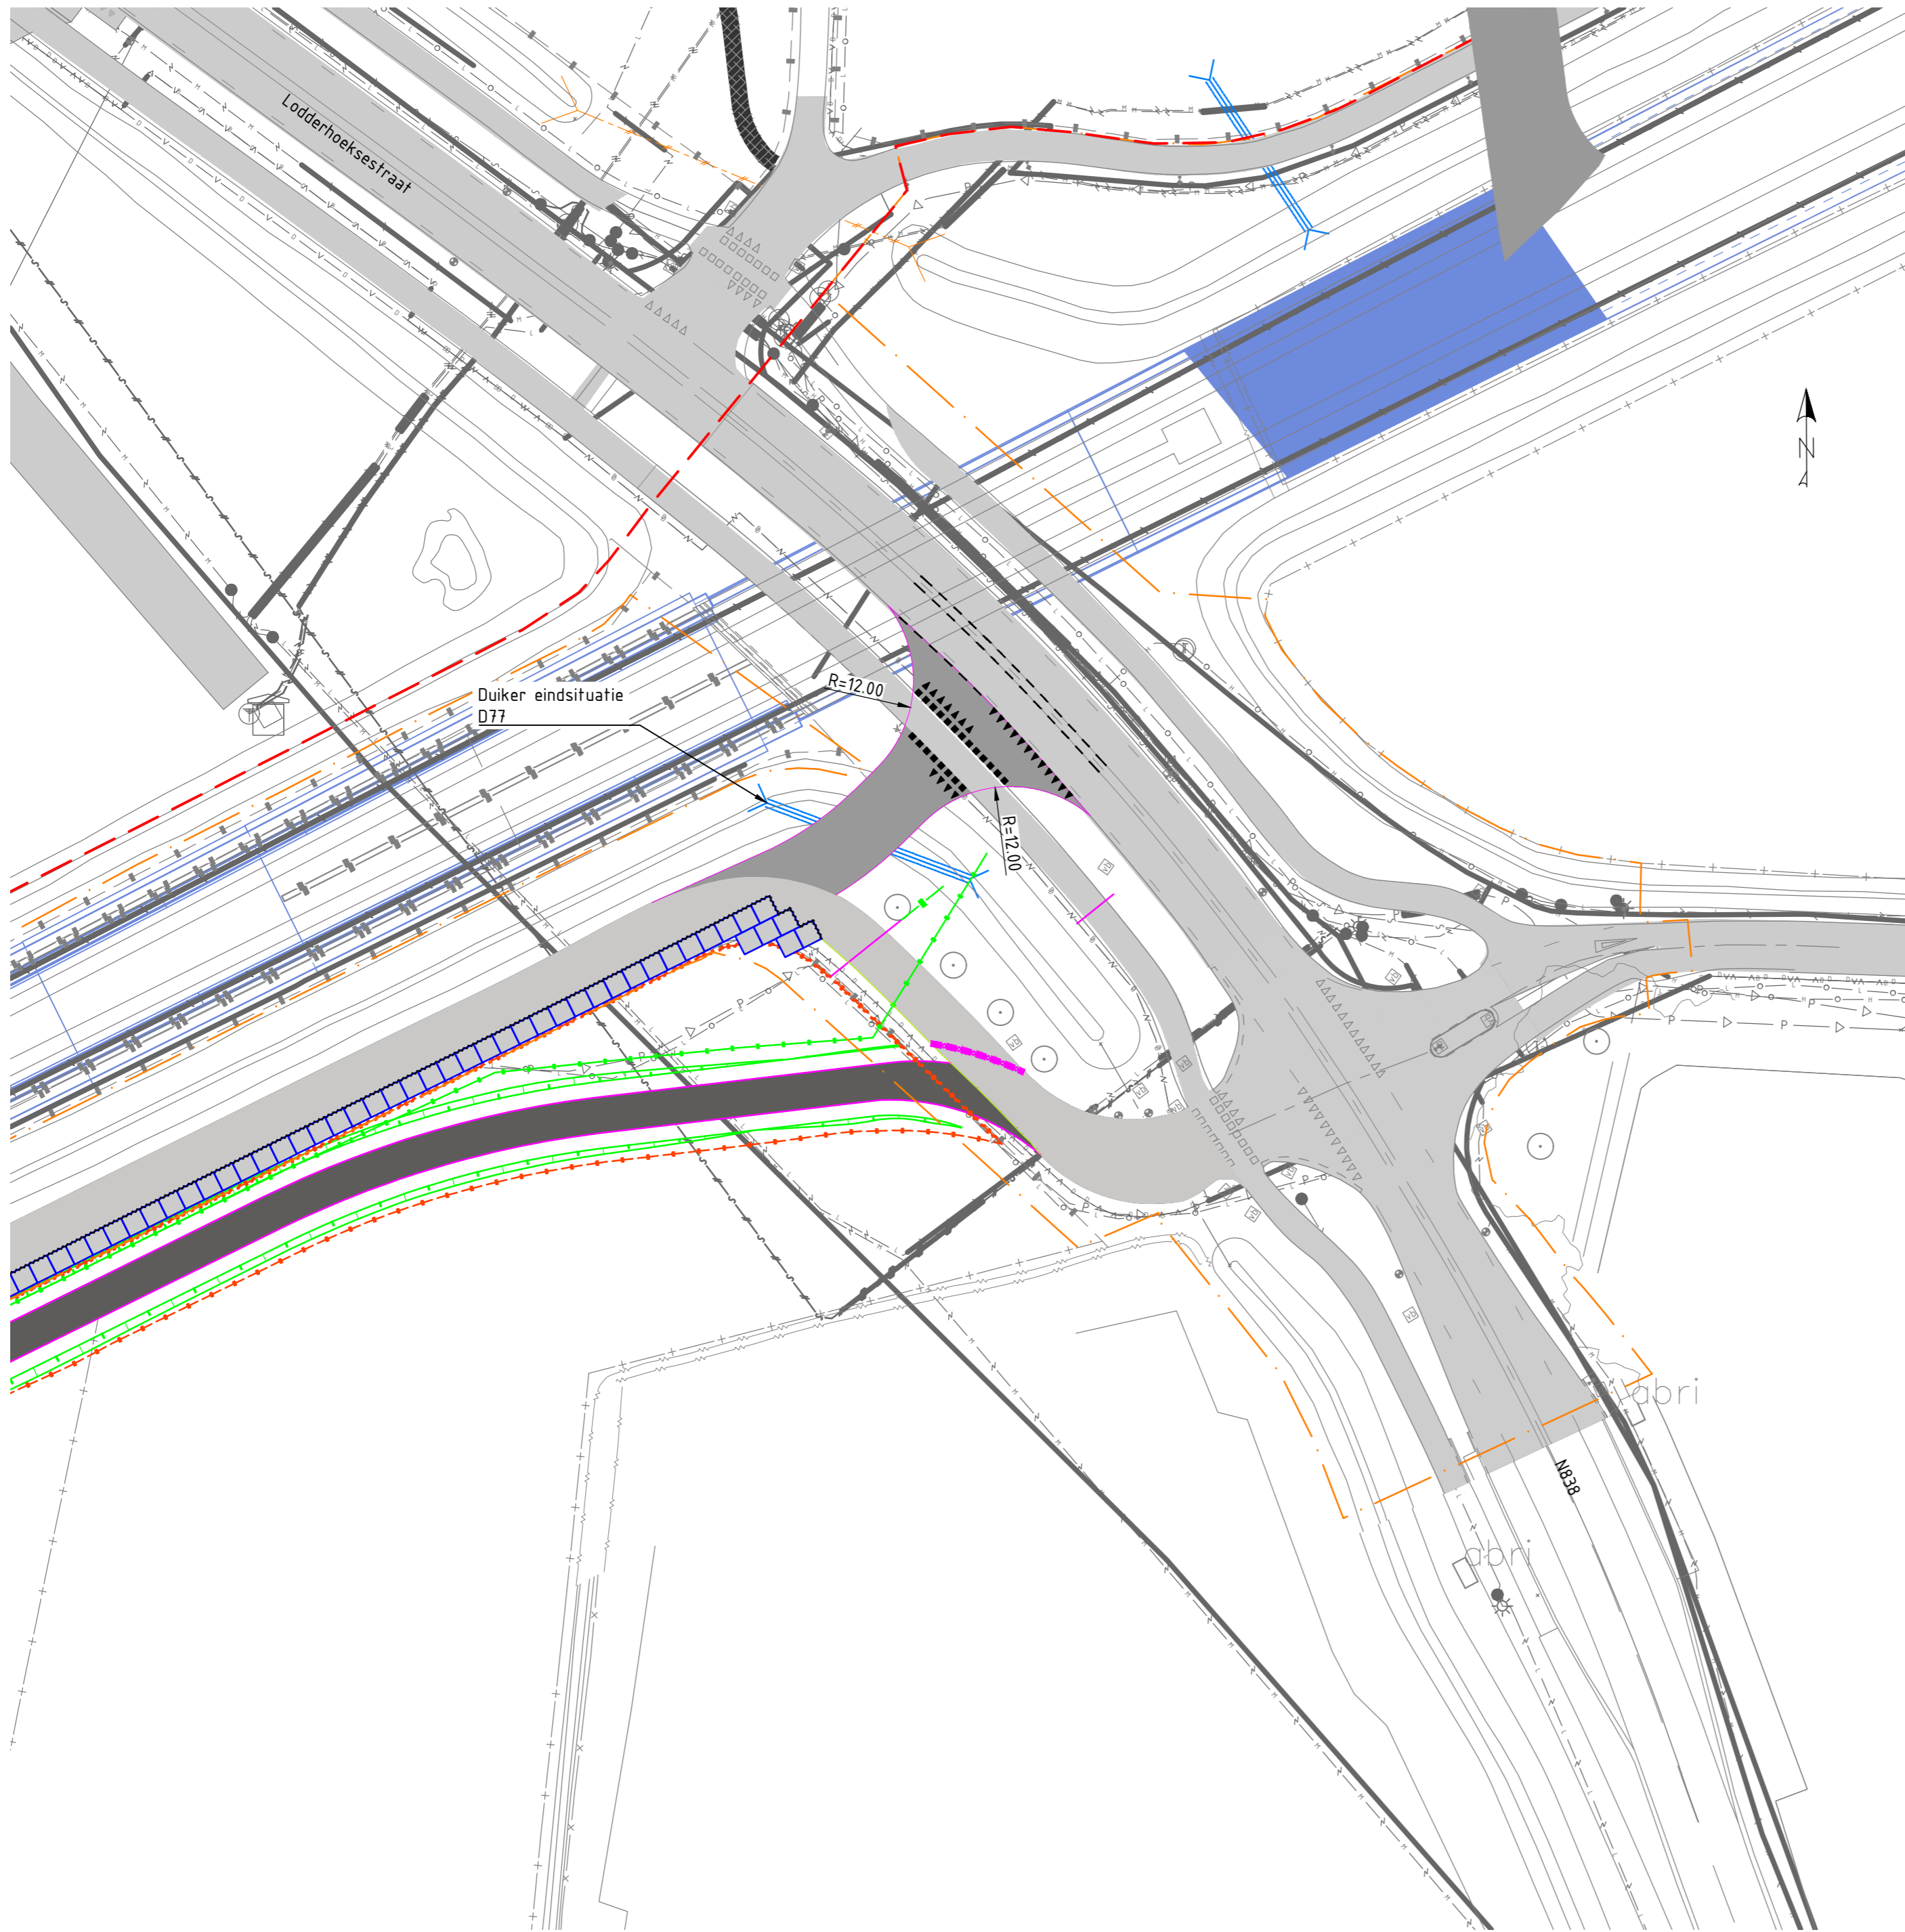 Lodderhoeksestraat
N
Duiker eindsituatie
D77
R=12.00
R=12.00
abri
N838
abri